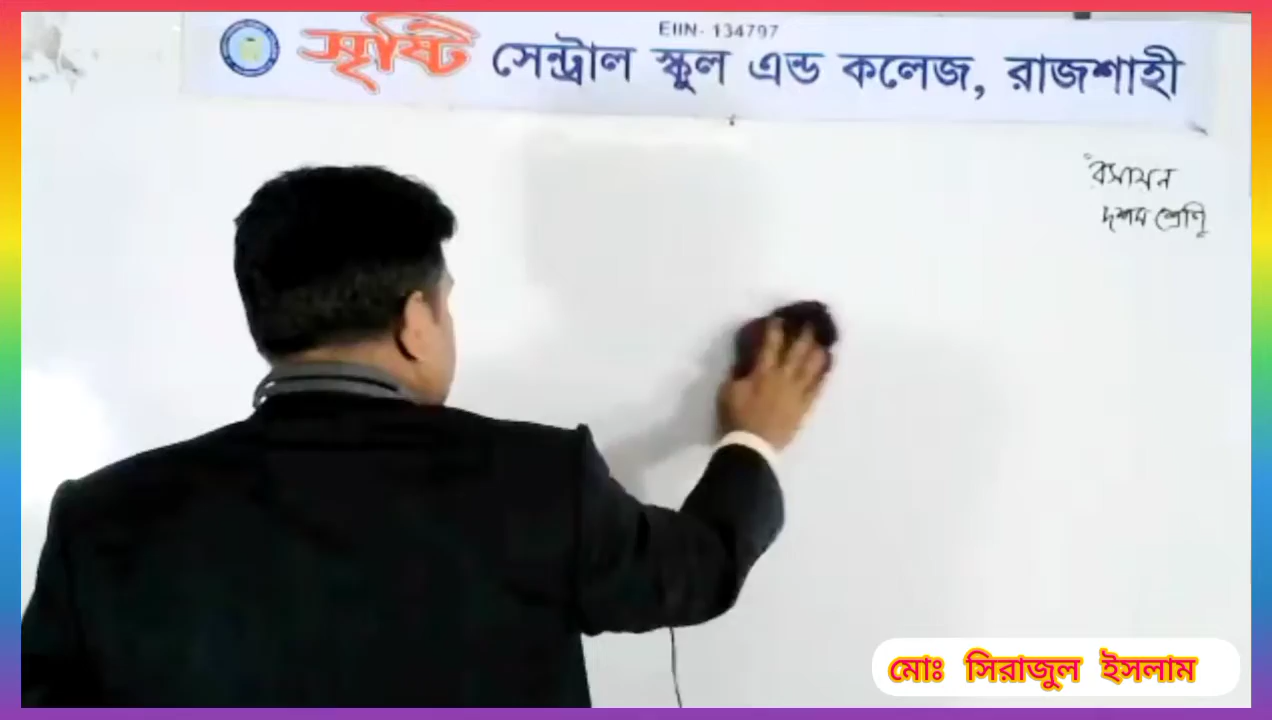 EIIN- 134797
সৃষ্টি সেন্ট্রাল স্কুল এন্ড কলেজ, রাজশাহী
রসায়ন
দশম শ্রেণি
মোঃ সিরাজুল ইসলাম